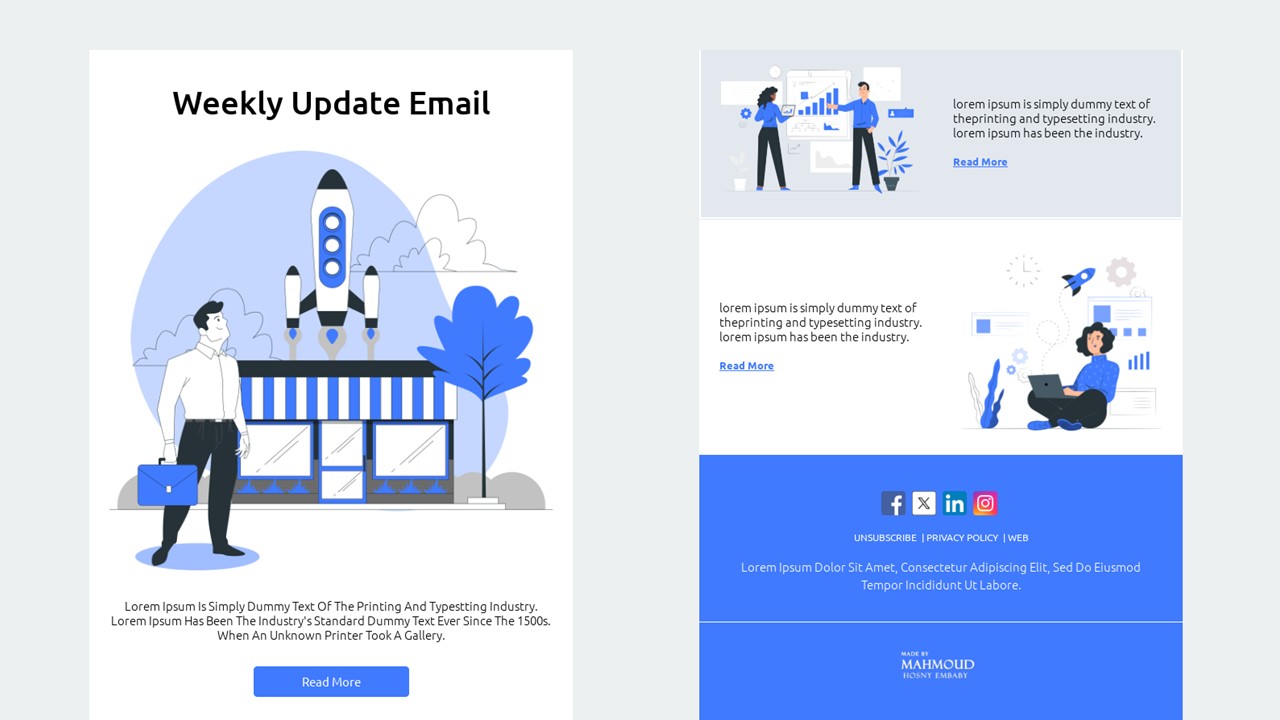 Weekly Update Email
Lorem Ipsum Is Simply Dummy Text Of The Printing And Typestting Industry.
Lorem Ipsum Has Been The Industry's Standard Dummy Text Ever Since The 1500s.
When An Unknown Printer Took A Gallery.
Read More
lorem ipsum is simply dummy text of
theprinting and typesetting industry.
lorem ipsum has been the industry.
Read More
lorem ipsum is simply dummy text of
theprinting and typesetting industry.
lorem ipsum has been the industry.
Read More
UNSUBSCRIBE | PRIVACY POLICY | WEB
Lorem Ipsum Dolor Sit Amet, Consectetur Adipiscing Elit, Sed Do Eiusmod
Tempor Incididunt Ut Labore.
MADE BY
MAHMOUD
HOSNY EMBABY